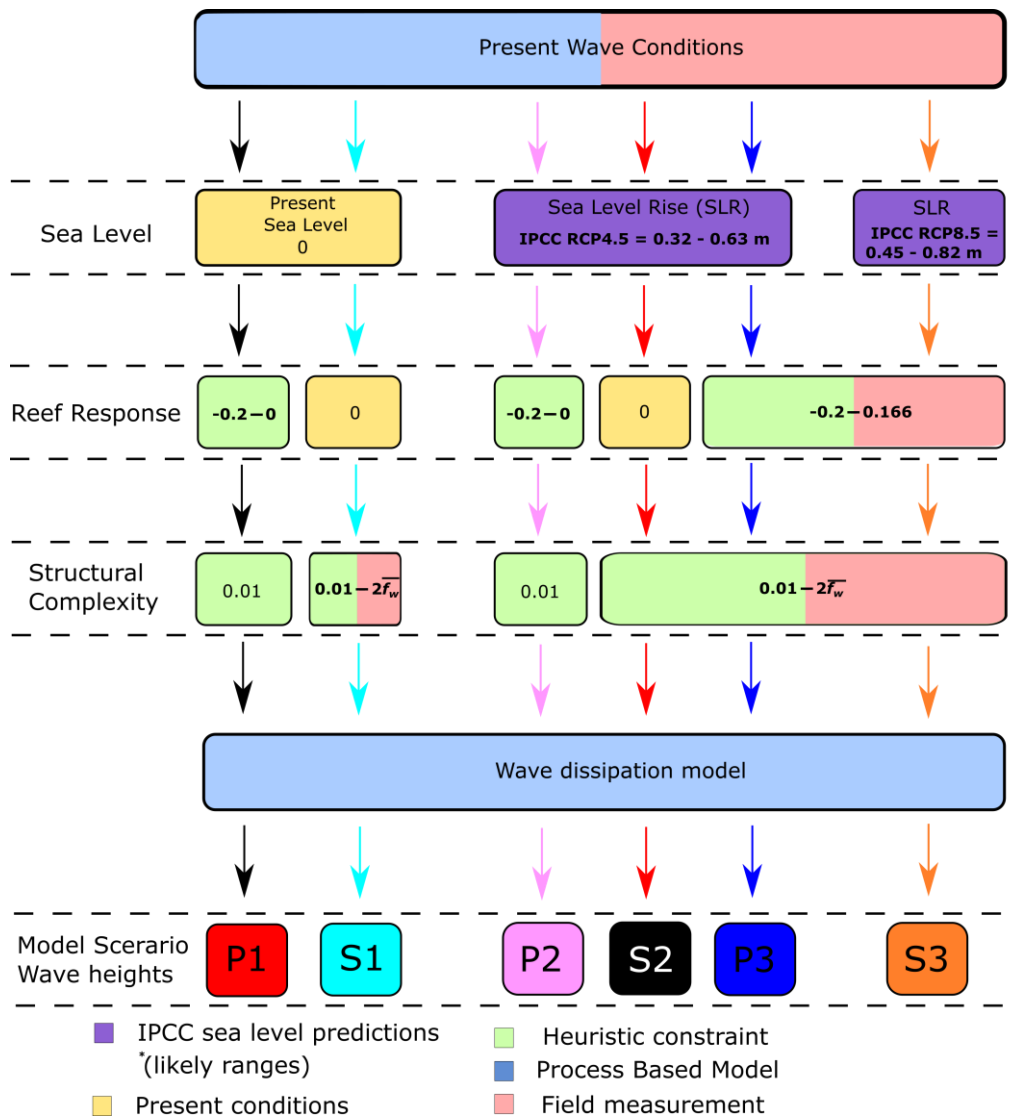 Present Wave Conditions
Sea Level
Present
Sea Level
0
Sea Level Rise (SLR)
IPCC RCP4.5 = 0.32 - 0.63 m
SLR
IPCC RCP8.5 =
0.45 - 0.82 m
Reef Response
-0.2–0
0
-0.2–0
0
-0.2–0.166
Structural
Complexity
0.01
0.01–2f̅w
0.01
0.01–2f̅w
Wave dissipation model
Model Scerario
Wave heights
P1
S1
P2
S2
P3
S3
IPCC sea level predictions
*(likely ranges)
Present conditions
Heuristic constraint
Process Based Model
Field measurement